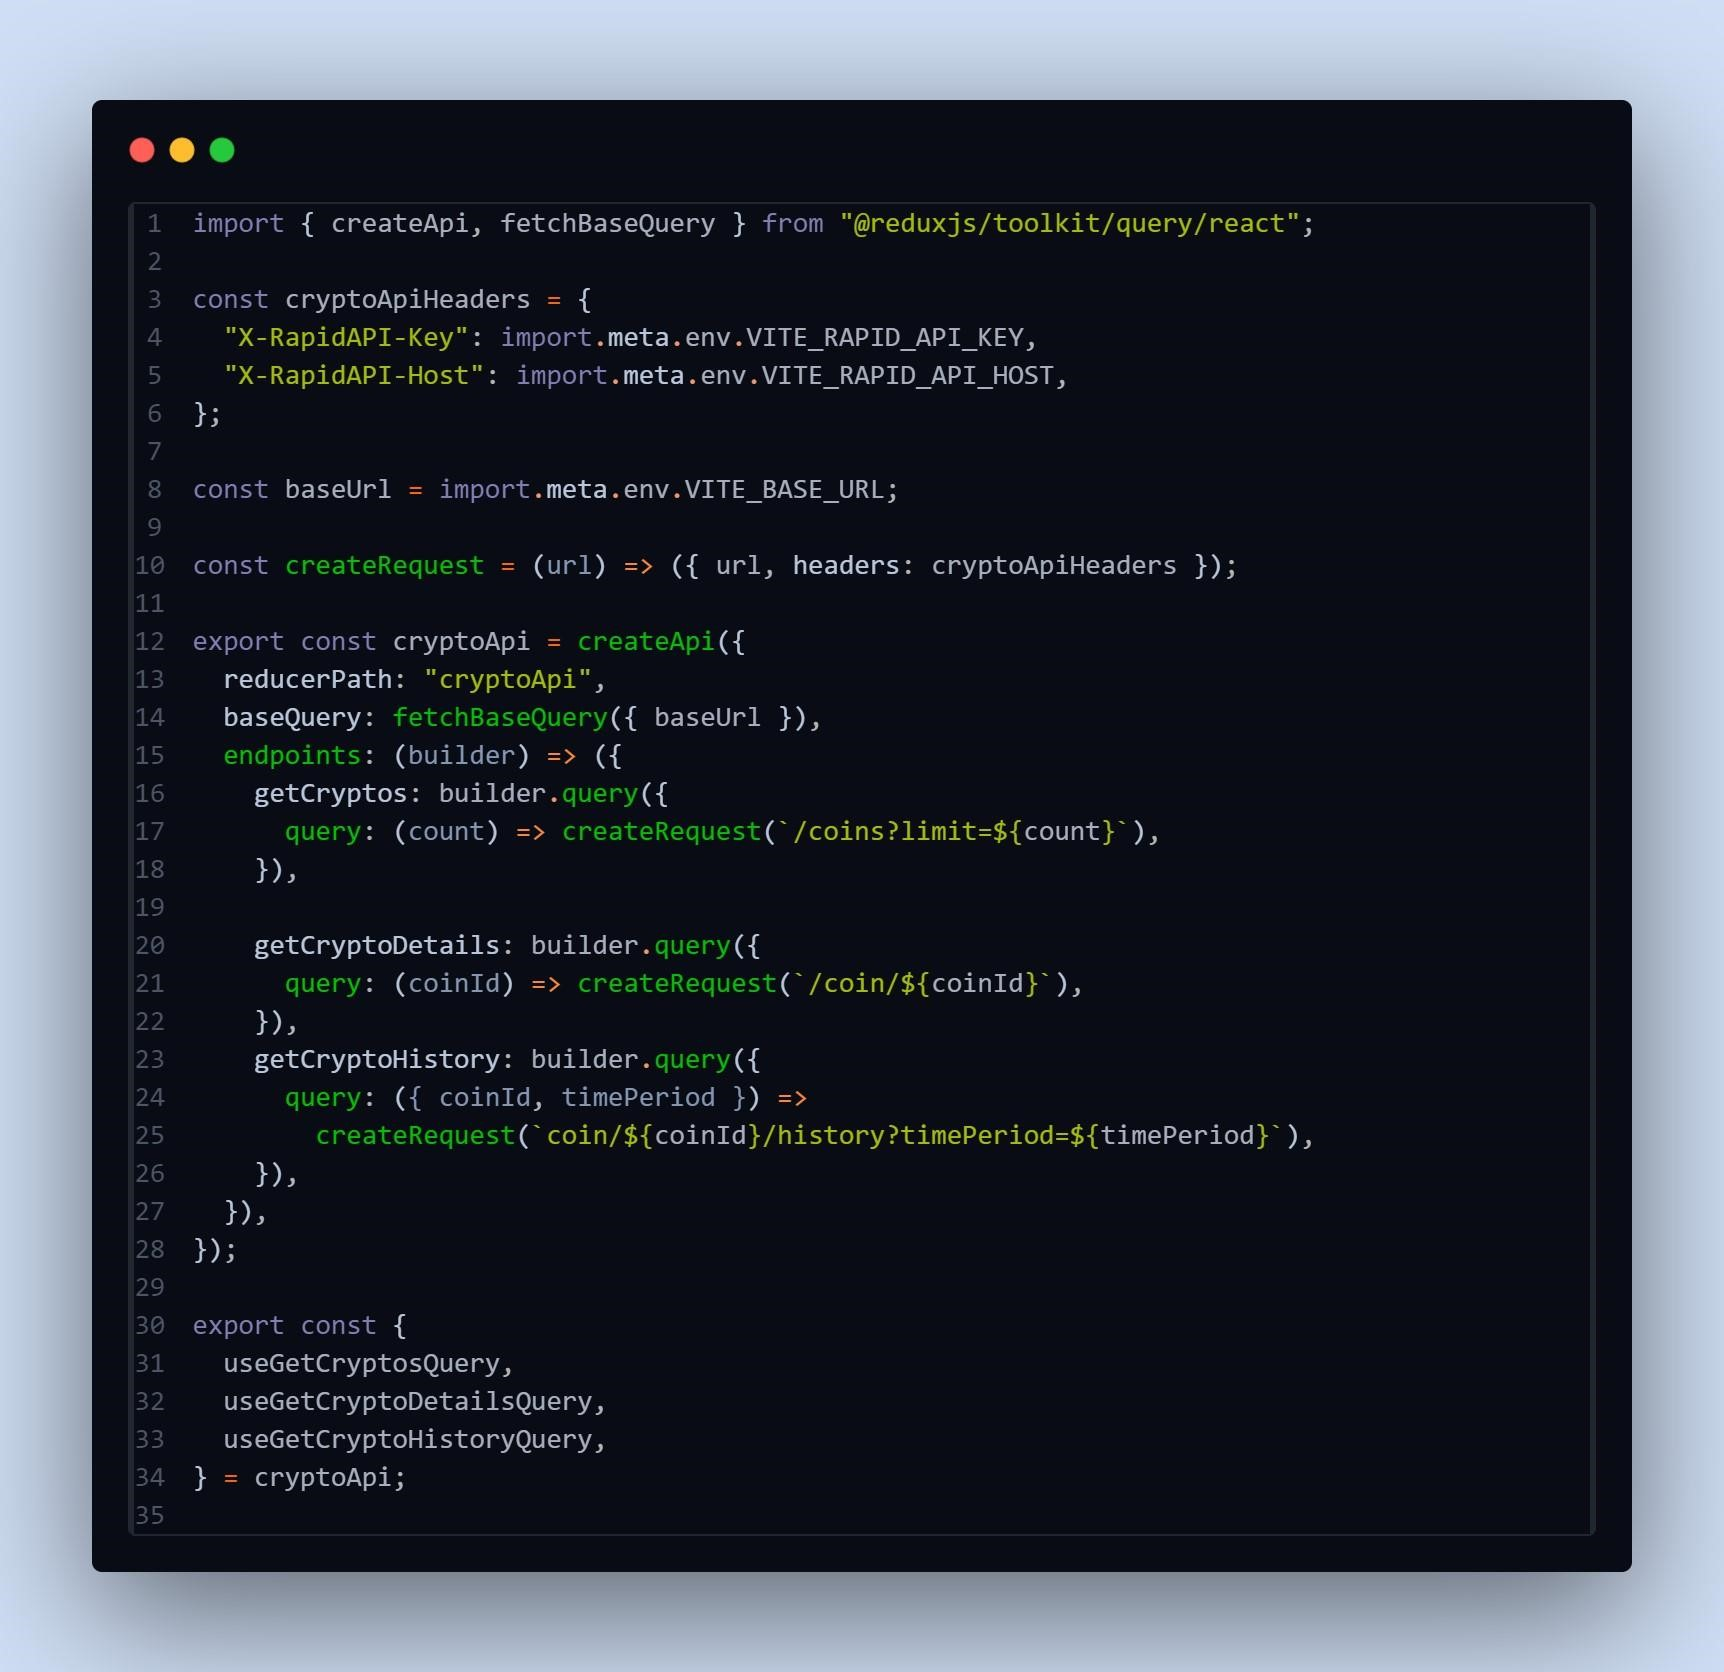 1 import { createApi, fetchBaseQuery } from "@reduxjs/toolkit/query/react";
2
3 const cryptoApiHeaders = {
4   "X-RapidAPI-Key": import.meta.env.VITE_RAPID_API_KEY,
5   "X-RapidAPI-Host": import.meta.env.VITE_RAPID_API_HOST,
6 };
7
8 const baseUrl = import.meta.env.VITE_BASE_URL;
9
10 const createRequest = (url) => ({ url, headers: cryptoApiHeaders });
11
12 export const cryptoApi = createApi({
13   reducerPath: "cryptoApi",
14   baseQuery: fetchBaseQuery({ baseUrl }),
15   endpoints: (builder) => ({
16     getCryptos: builder.query({
17       query: (count) => createRequest(`/coins?limit=${count}`),
18     }),
19
20     getCryptoDetails: builder.query({
21       query: (coinId) => createRequest(`/coin/${coinId}`),
22     }),
23     getCryptoHistory: builder.query({
24       query: ({ coinId, timePeriod }) =>
25         createRequest(`coin/${coinId}/history?timePeriod=${timePeriod}`),
26     }),
27   }),
28 });
29
30 export const {
31   useGetCryptosQuery,
32   useGetCryptoDetailsQuery,
33   useGetCryptoHistoryQuery,
34 } = cryptoApi;
35